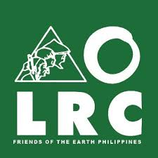 LRC
FRIENDS OF THE EARTH PHILIPPINES